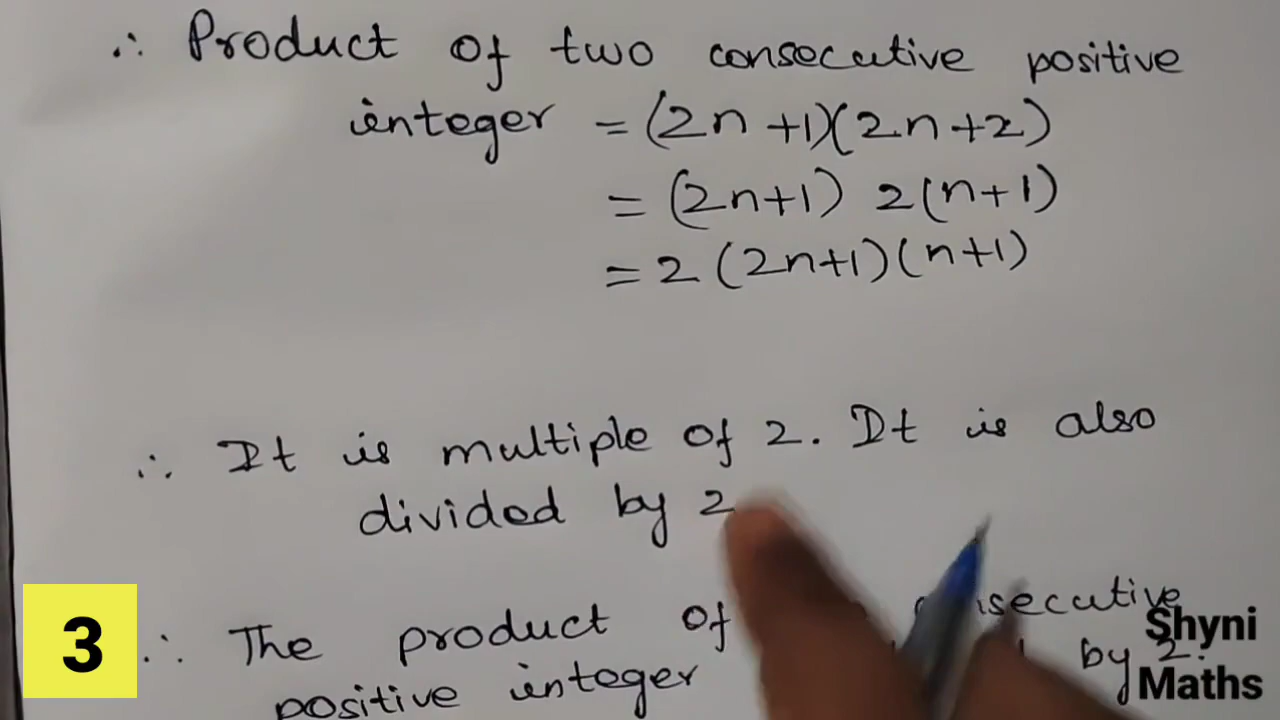 ∴ Product of two consecutive positive
integer = (2n+1)(2n+2)
= (2n+1) 2(n+1)
= 2(2n+1)(n+1)
∴ It is multiple of 2. It is also
divided by 2
∴ The product of consecutive
positive integer by 2.
3
Shyni
Maths